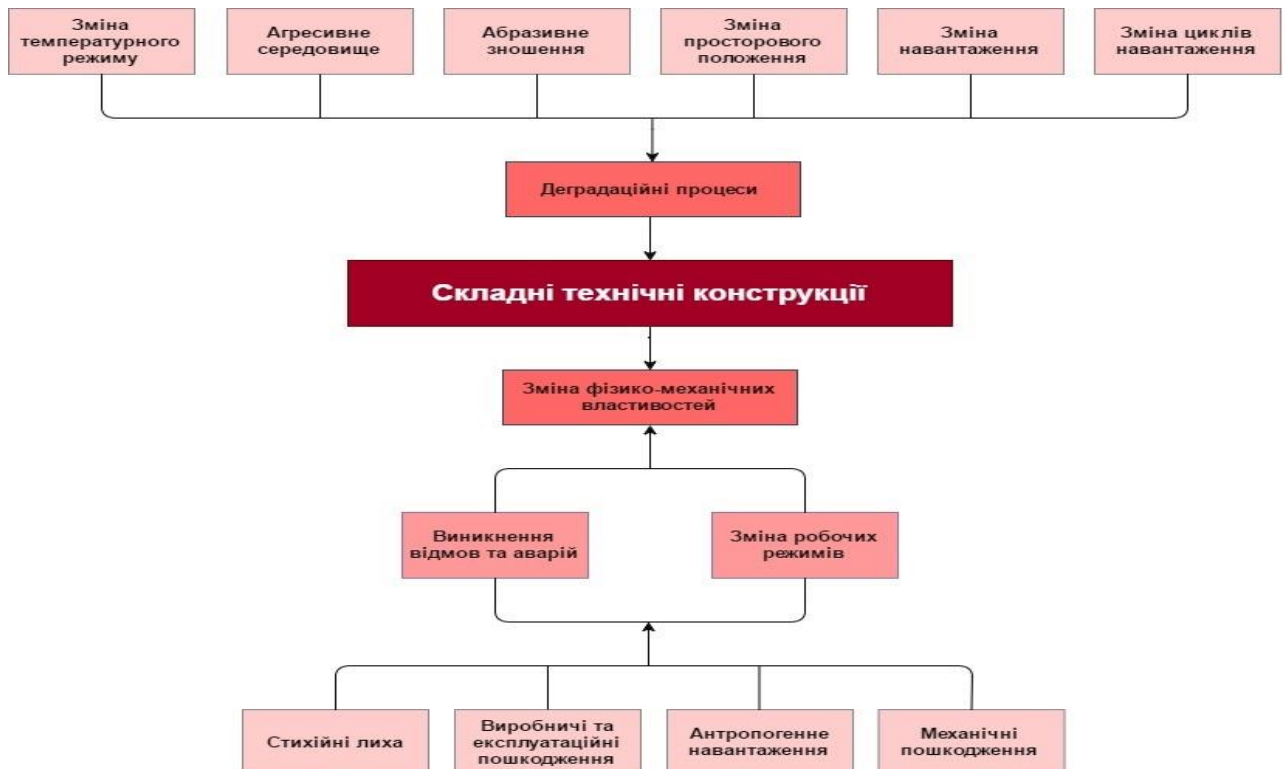 Зміна
температурного
режиму
Агресивне
середовище
Абразивне
зношення
Зміна
просторового
положення
Зміна
навантаження
Зміна циклів
навантаження
Деградаційні процеси
Складні технічні конструкції
Зміна фізико-механічних
властивостей
Виникнення
відмов та аварій
Зміна робочих
режимів
Стихійні лиха
Виробничі та
експлуатаційні
пошкодження
Антропогенне
навантаження
Механічні
пошкодження